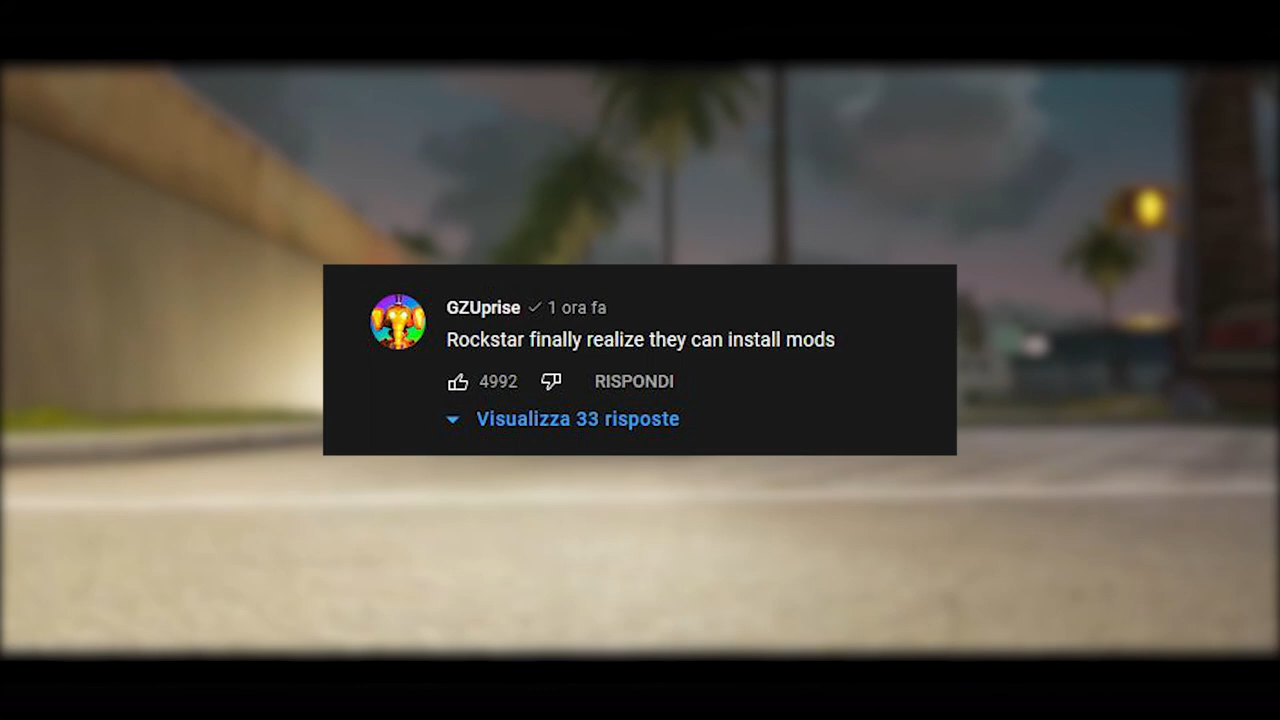 GZUprise 1 ora fa
Rockstar finally realize they can install mods
4992 RISPONDI
Visualizza 33 risposte